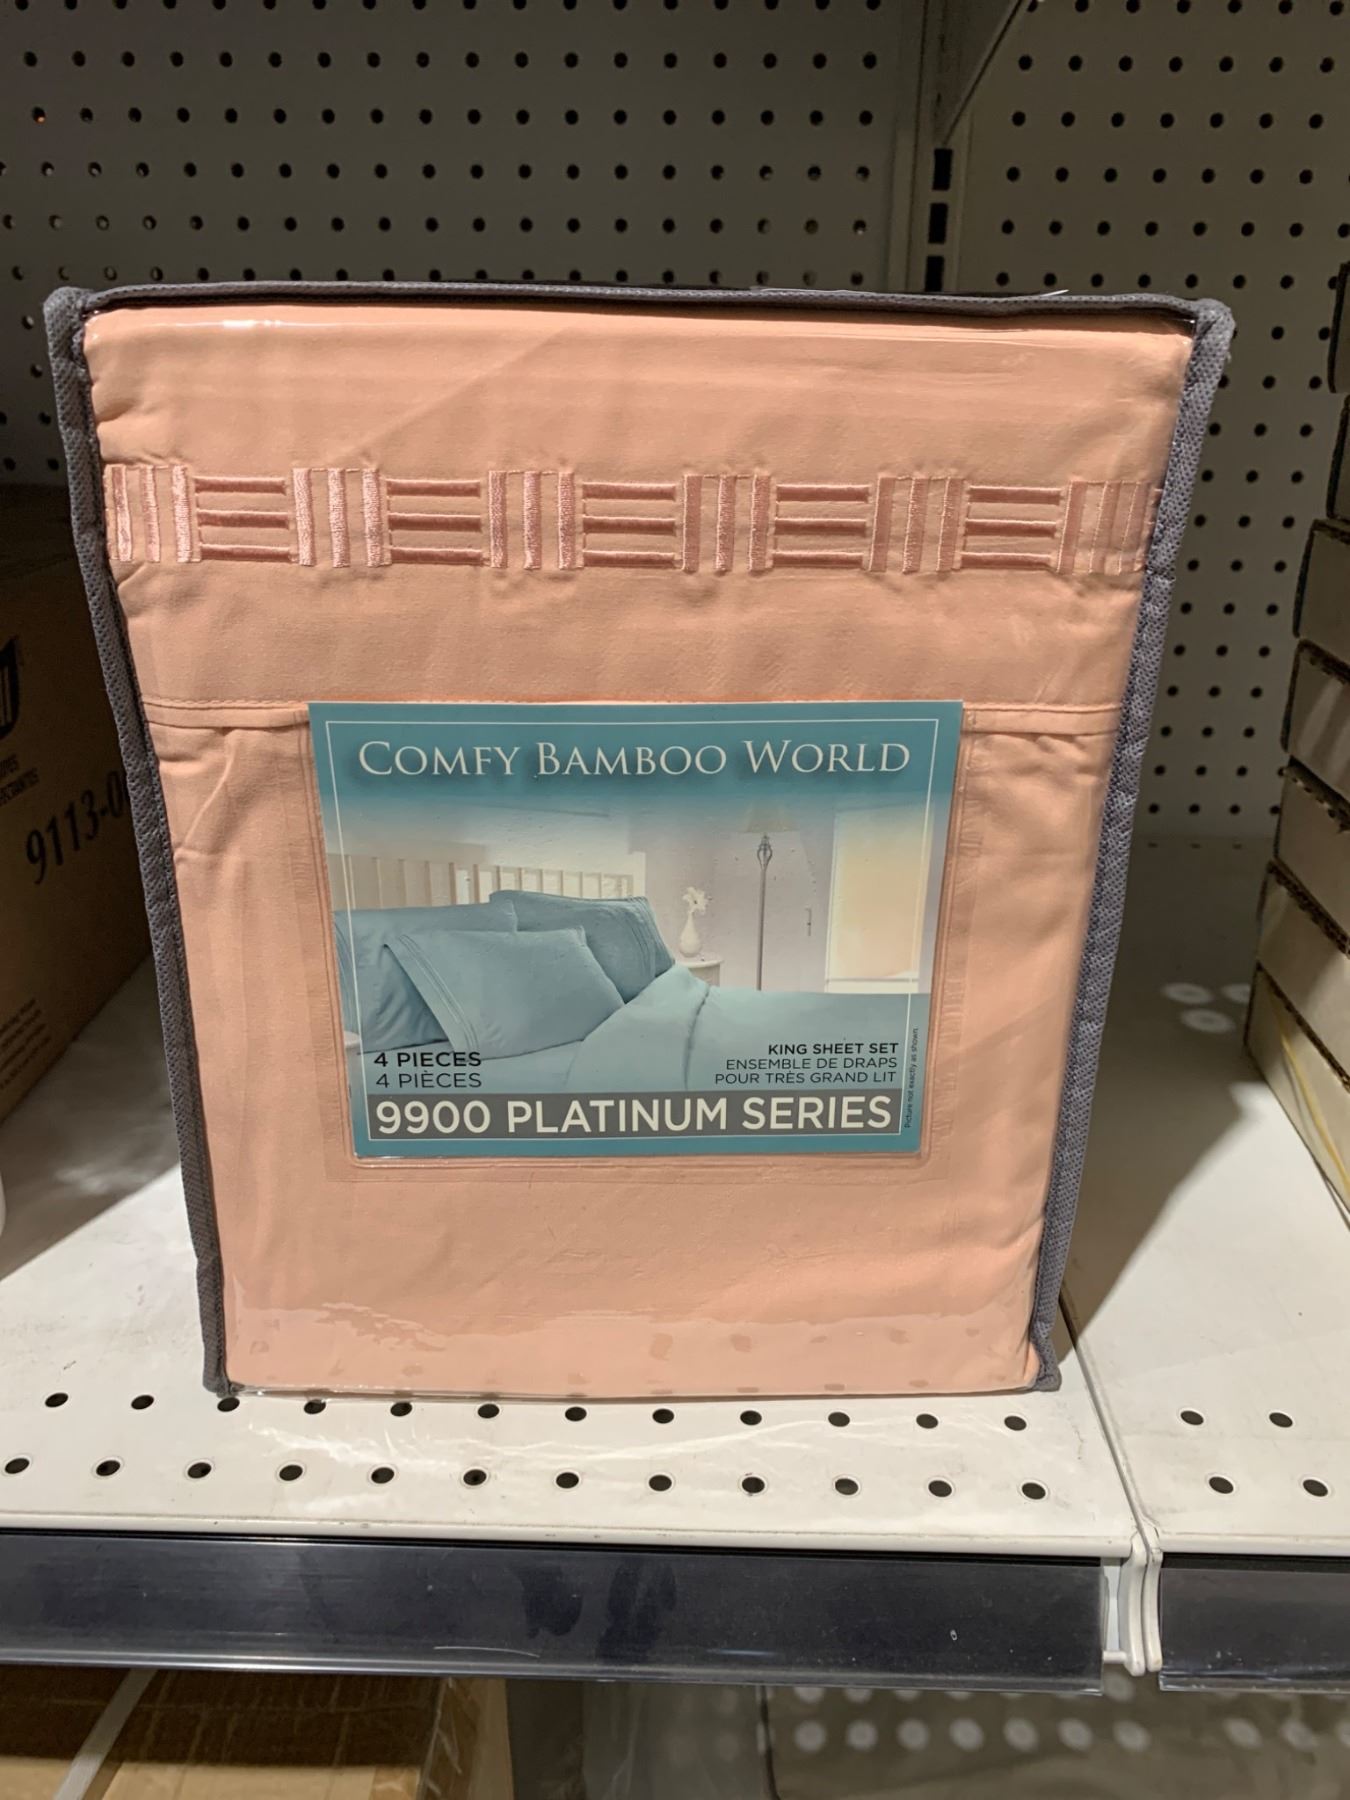 COMFY BAMBOO WORLD
4 PIECES
4 PIÈCES
KING SHEET SET
ENSEMBLE DE DRAPS
POUR TRÈS GRAND LIT
Picture not exactly as shown.
9900 PLATINUM SERIES
9113-0